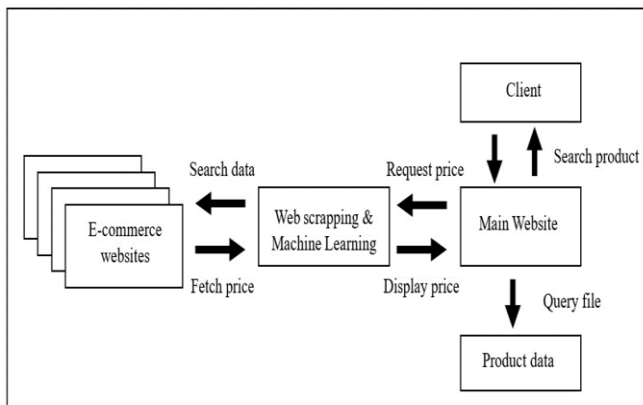 Client
Search product
Search data
Request price
E-commerce
websites
Web scrapping &
Machine Learning
Main Website
Fetch price
Display price
Query file
Product data